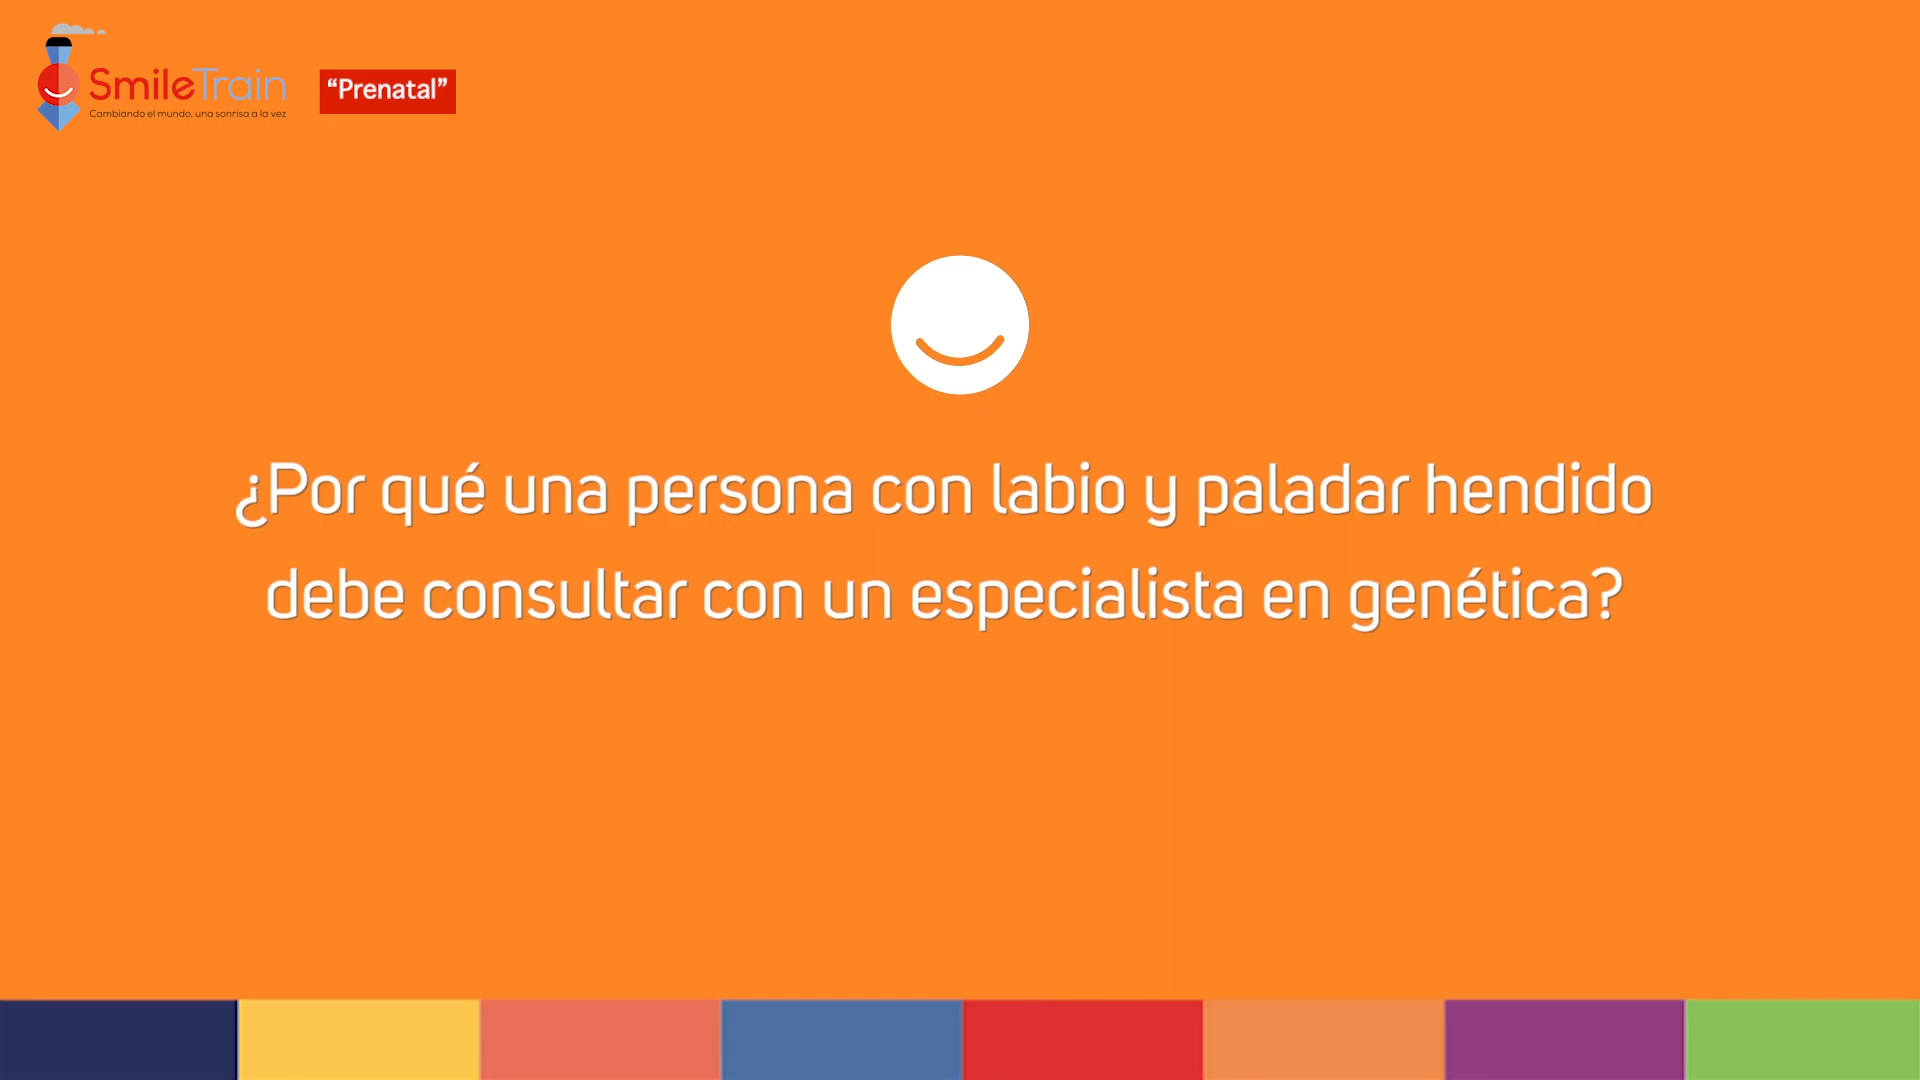 SmileTrain
Cambiando el mundo, una sonrisa a la vez
“Prenatal”
¿Por qué una persona con labio y paladar hendido
debe consultar con un especialista en genética?